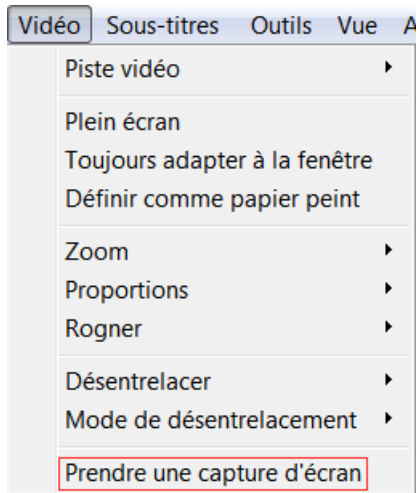 Vidéo Sous-titres Outils Vue A
Piste vidéo
Plein écran
Toujours adapter à la fenêtre
Définir comme papier peint
Zoom
Proportions
Rogner
Désentrelacer
Mode de désentrelacement
Prendre une capture d'écran